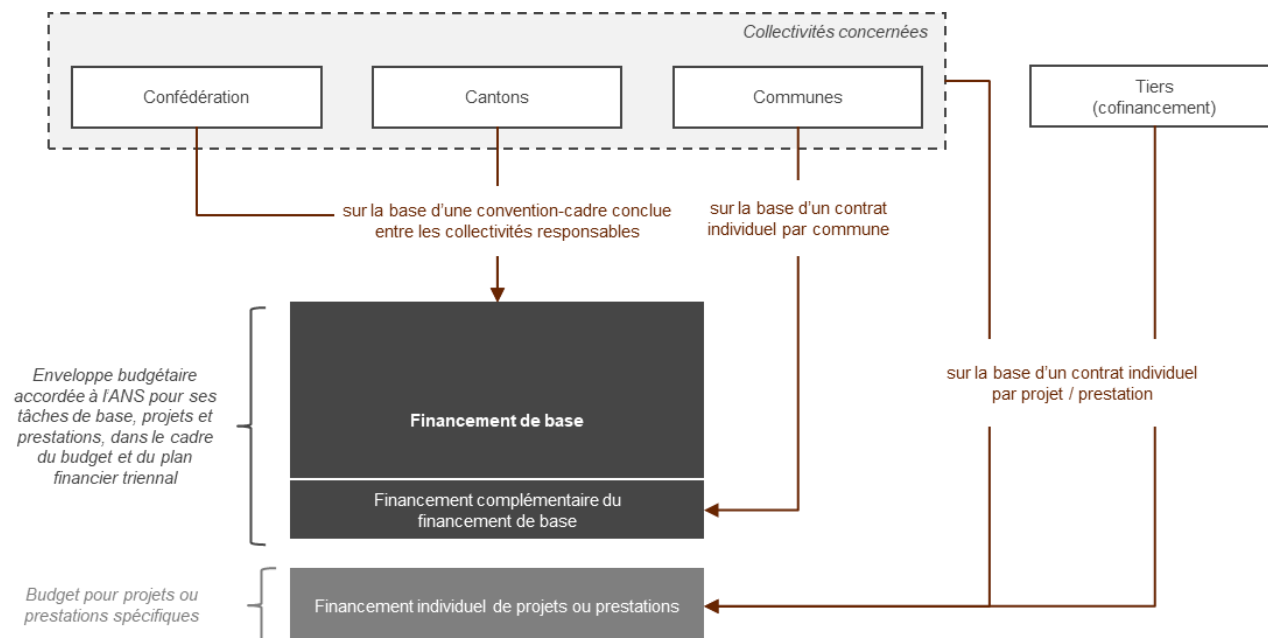 Collectivités concernées
Confédération
Cantons
Communes
Tiers
(cofinancement)
sur la base d’une convention-cadre conclue
entre les collectivités responsables
sur la base d’un contrat
individuel par commune
sur la base d’un contrat individuel
par projet / prestation
Enveloppe budgétaire
accordée à l’ANS pour ses
tâches de base, projets et
prestations, dans le cadre
du budget et du plan
financier triennal
Financement de base
Financement complémentaire du
financement de base
Budget pour projets ou
prestations spécifiques
Financement individuel de projets ou prestations